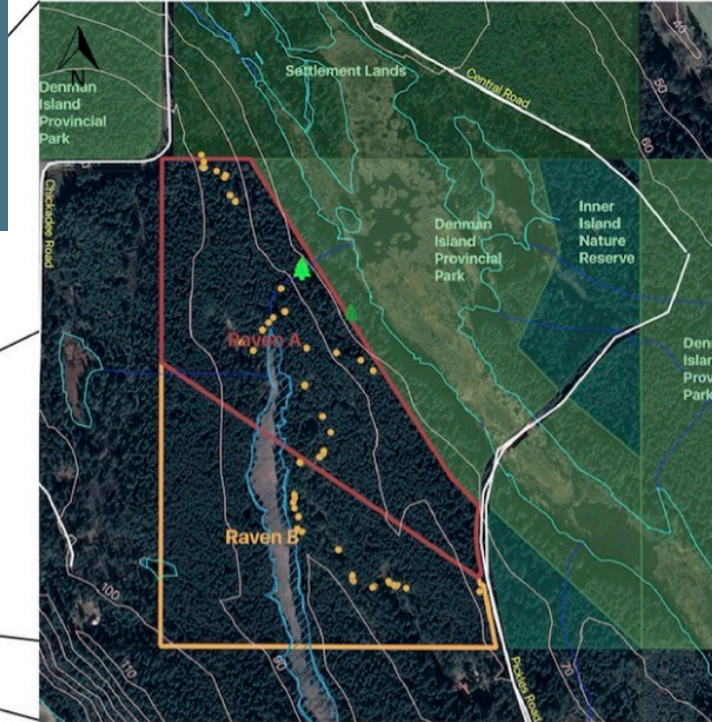 N
Denman
Island
Provincial
Park
Settlement Lands
Central Road
40
50
60
Chickadee Road
Denman
Island
Provincial
Park
Inner
Island
Nature
Reserve
Raven A
Raven B
100
110
90
70
Pickles Road